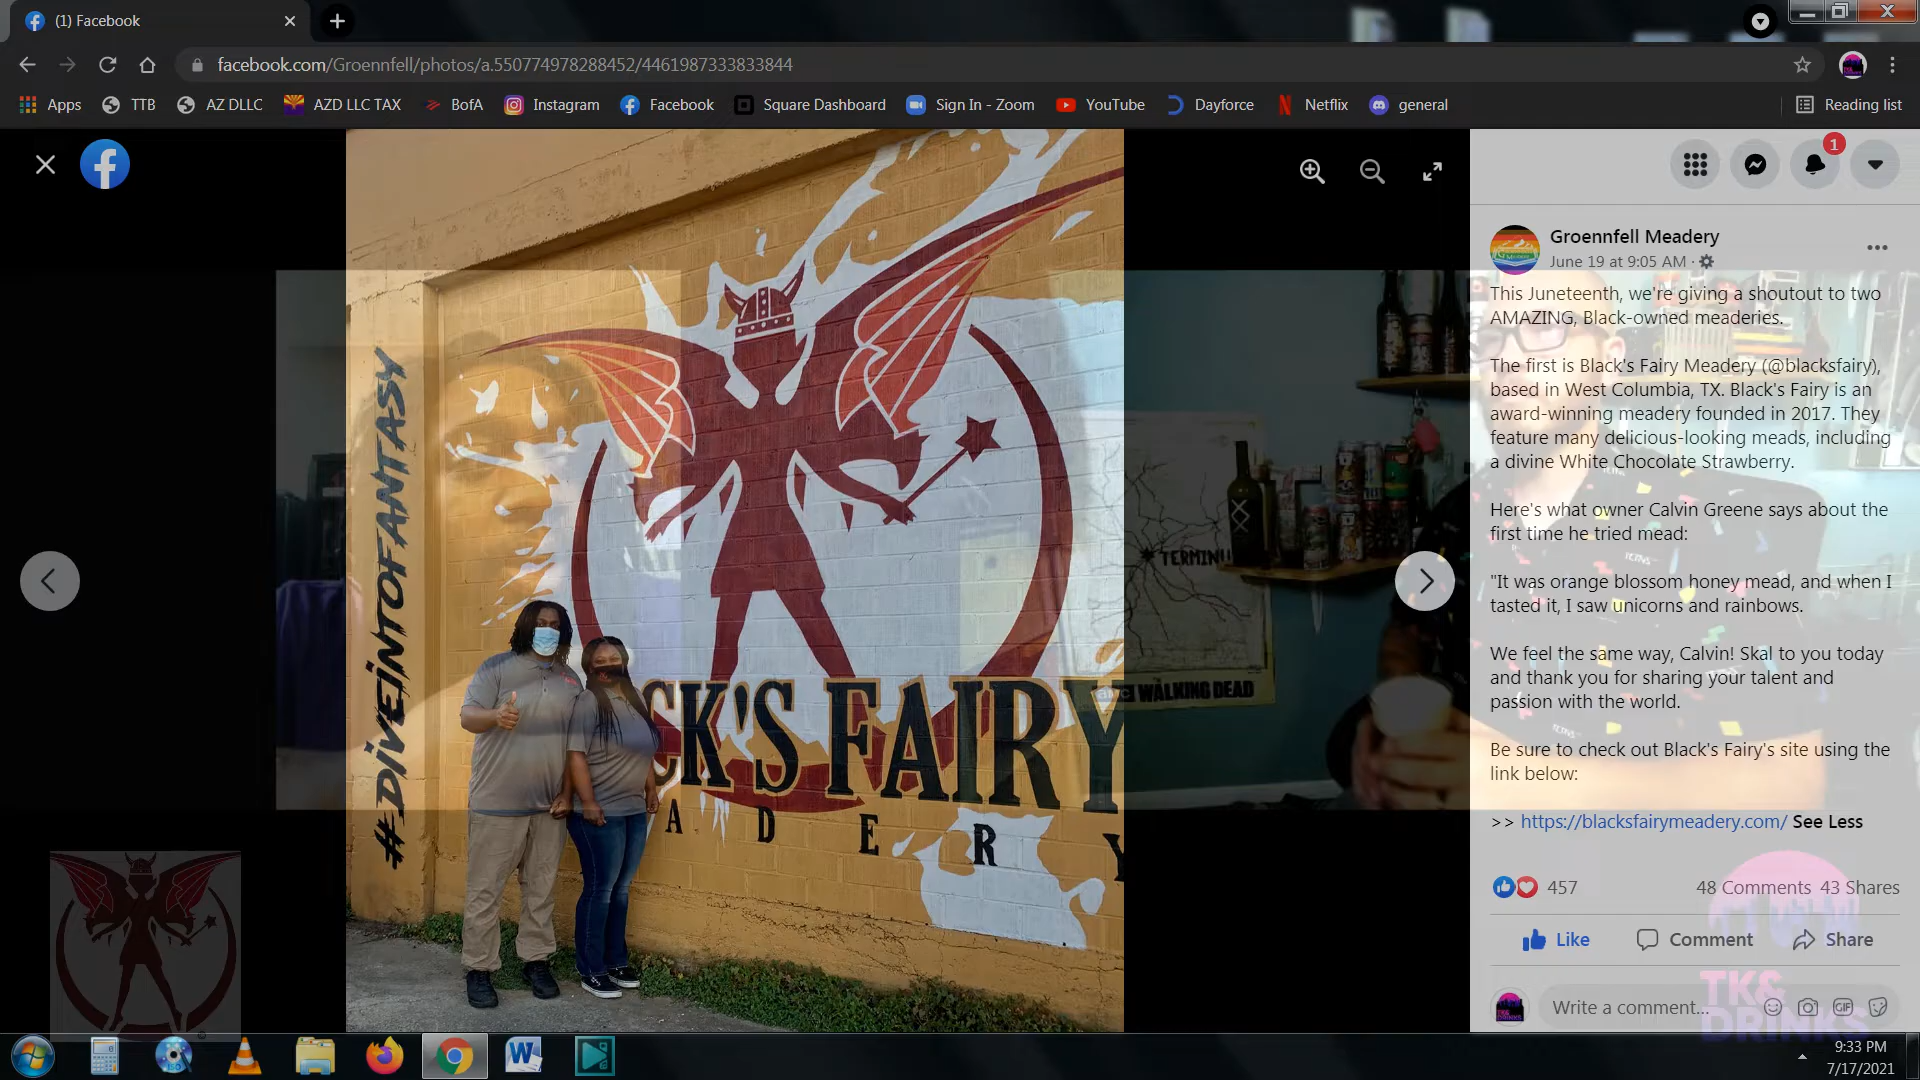 (1) Facebook
facebook.com/Groennfell/photos/a.550774978288452/4461987333833844
Apps TTB AZ DLLC AZD LLC TAX BofA Instagram Facebook Square Dashboard Sign In - Zoom YouTube Dayforce Netflix general Reading list
1
Groennfell Meadery
June 19 at 9:05 AM ·
This Juneteenth, we're giving a shoutout to two
AMAZING, Black-owned meaderies.
The first is Black's Fairy Meadery (@blacksfairy),
based in West Columbia, TX. Black's Fairy is an
award-winning meadery founded in 2017. They
feature many delicious-looking meads, including
a divine White Chocolate Strawberry.
Here's what owner Calvin Greene says about the
first time he tried mead:
"It was orange blossom honey mead, and when I
tasted it, I saw unicorns and rainbows.
We feel the same way, Calvin! Skal to you today
and thank you for sharing your talent and
passion with the world.
Be sure to check out Black's Fairy's site using the
link below:
>> https://blacksfairymeadery.com/ See Less
457 48 Comments 43 Shares
Like Comment Share
Write a comment...
GIF
#DIVEINTOFANTASY
CK'S FAIRY
ADERY
TERMINU
amc WALKING DEAD
TK&
DRINKS
9:33 PM
7/17/2021